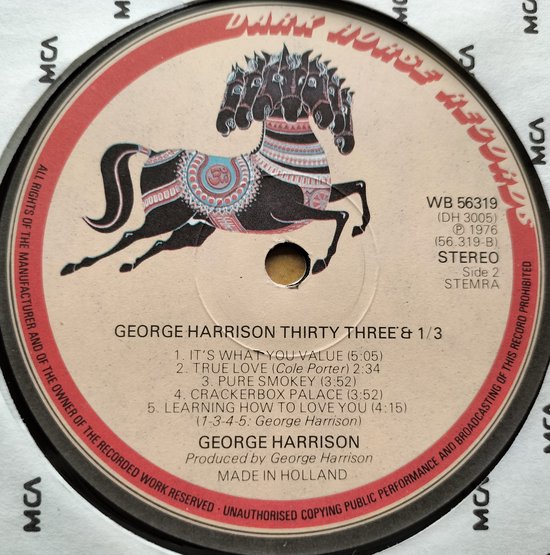 DARK HORSE RECORDS
WB 56319
(DH 3005)
Ⓟ 1976
(56.319-B)
STEREO
Side 2
STEMRA
GEORGE HARRISON THIRTY THREE & 1/3
1. IT'S WHAT YOU VALUE (5:05)
2. TRUE LOVE (Cole Porter) 2:34
3. PURE SMOKEY (3:52)
4. CRACKERBOX PALACE (3:52)
5. LEARNING HOW TO LOVE YOU (4:15)
(1-3-4-5: George Harrison)
GEORGE HARRISON
Produced by George Harrison
MADE IN HOLLAND
ALL RIGHTS OF THE MANUFACTURER AND OF THE OWNER OF THE RECORDED WORK RESERVED · UNAUTHORISED COPYING PUBLIC PERFORMANCE AND BROADCASTING OF THIS RECORD PROHIBITED
MCA
MCA
MCA
MCA
MCA
MCA